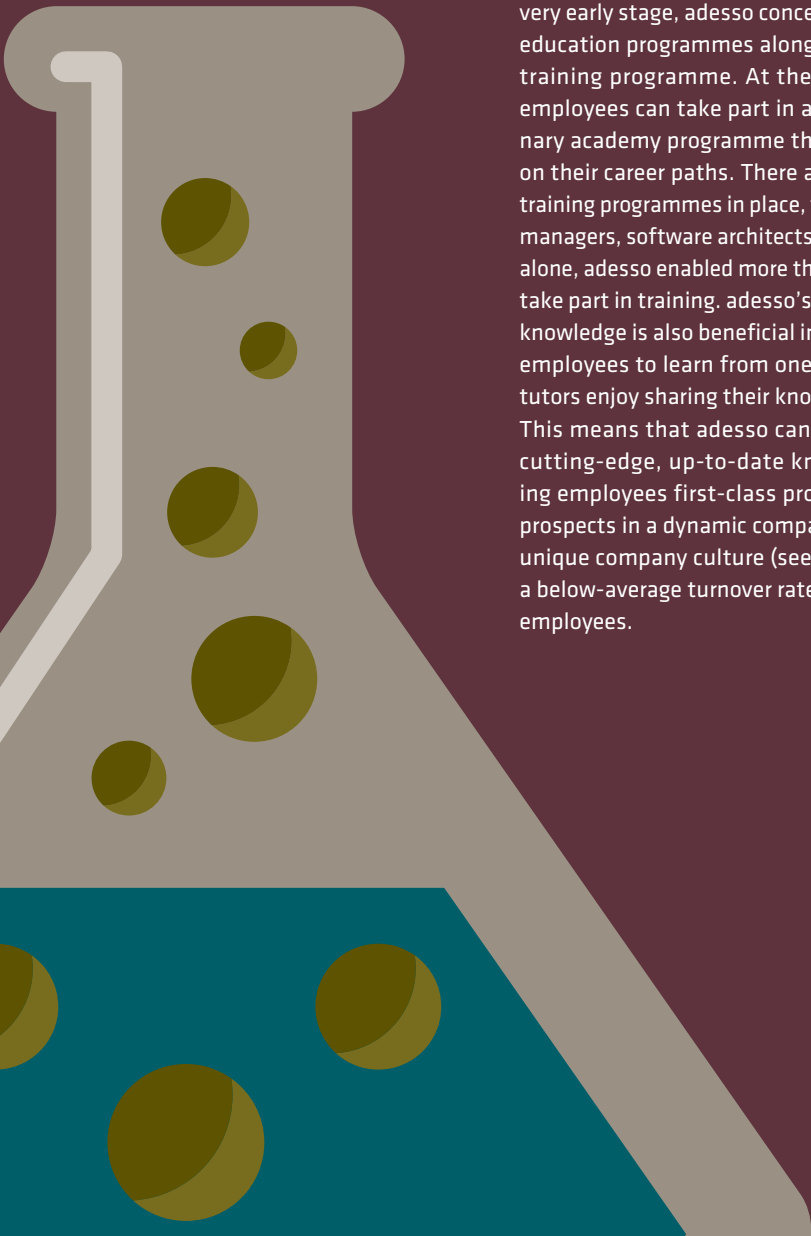 very early stage, adesso conce
education programmes along
training programme. At the
employees can take part in a
nary academy programme th
on their career paths. There a
training programmes in place,
managers, software architects
alone, adesso enabled more th
take part in training. adesso’s
knowledge is also beneficial in
employees to learn from one
tutors enjoy sharing their kno
This means that adesso can
cutting-edge, up-to-date kn
ing employees first-class pro
prospects in a dynamic compa
unique company culture (see
a below-average turnover rate
employees.